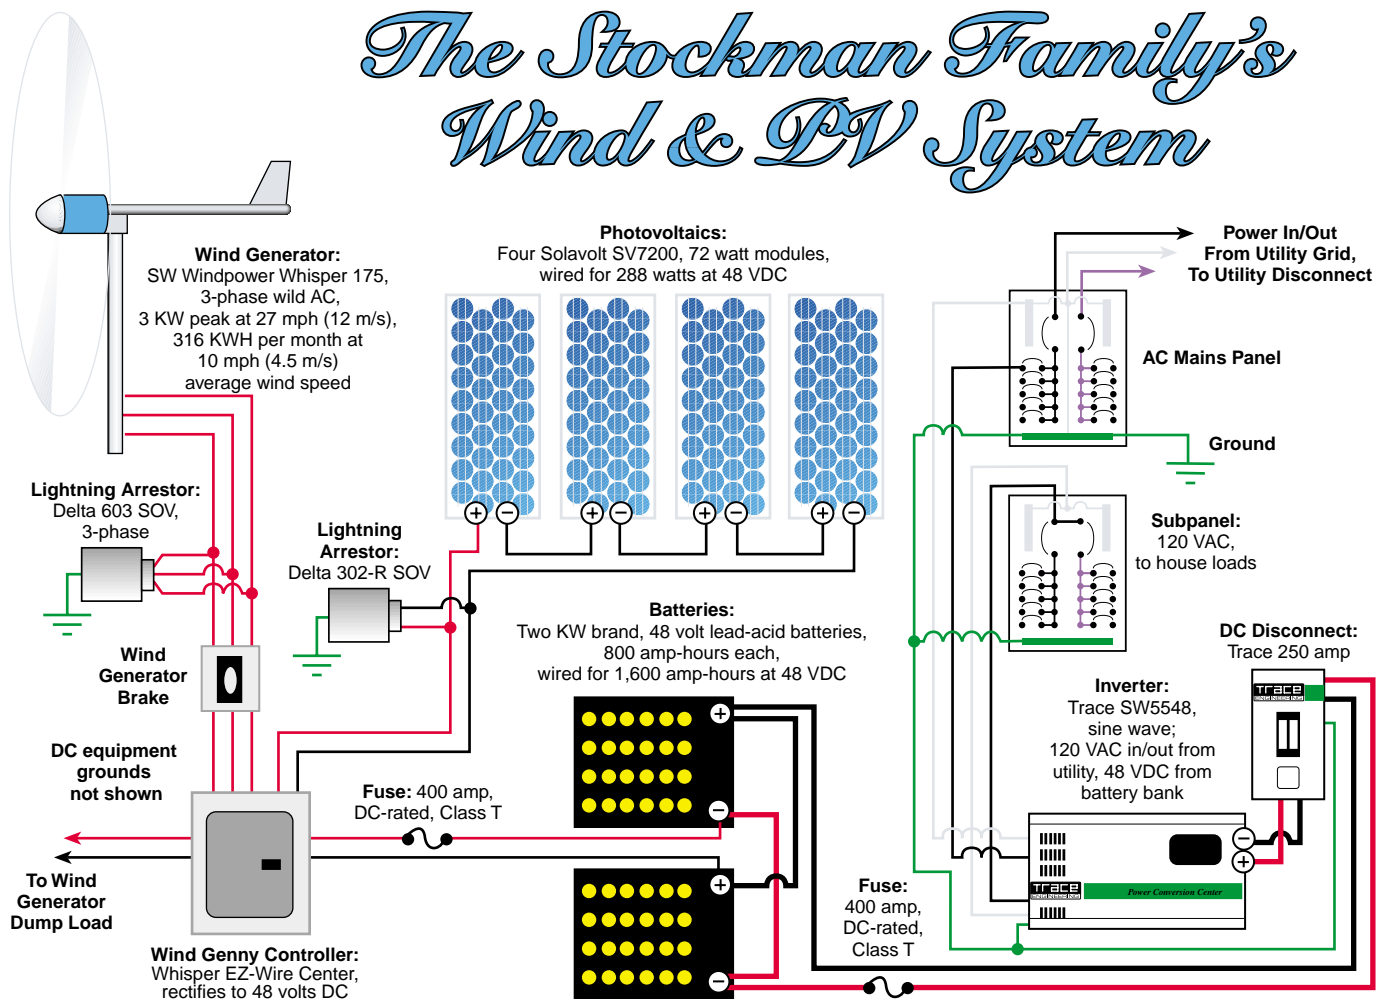 The Stockman Family's
Wind & PV System
Wind Generator:
SW Windpower Whisper 175,
3-phase wild AC,
3 KW peak at 27 mph (12 m/s),
316 KWH per month at
10 mph (4.5 m/s)
average wind speed
Photovoltaics:
Four Solavolt SV7200, 72 watt modules,
wired for 288 watts at 48 VDC
Power In/Out
From Utility Grid,
To Utility Disconnect
AC Mains Panel
Ground
Lightning Arrestor:
Delta 603 SOV,
3-phase
Lightning
Arrestor:
Delta 302-R SOV
Subpanel:
120 VAC,
to house loads
Batteries:
Two KW brand, 48 volt lead-acid batteries,
800 amp-hours each,
wired for 1,600 amp-hours at 48 VDC
DC Disconnect:
Trace 250 amp
Trace
ENGINEERING
Wind
Generator
Brake
Inverter:
Trace SW5548,
sine wave;
120 VAC in/out from
utility, 48 VDC from
battery bank
DC equipment
grounds
not shown
Fuse: 400 amp,
DC-rated, Class T
To Wind
Generator
Dump Load
Fuse:
400 amp,
DC-rated,
Class T
Trace
ENGINEERING
Power Conversion Center
Wind Genny Controller:
Whisper EZ-Wire Center,
rectifies to 48 volts DC